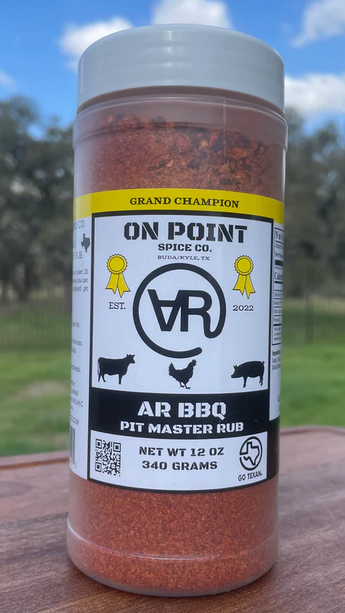 GRAND CHAMPION
ON POINT
SPICE CO.
BUDA/KYLE, TX
EST. 2022
AR
AR BBQ
PIT MASTER RUB
NET WT 12 OZ
340 GRAMS
GO TEXAN.